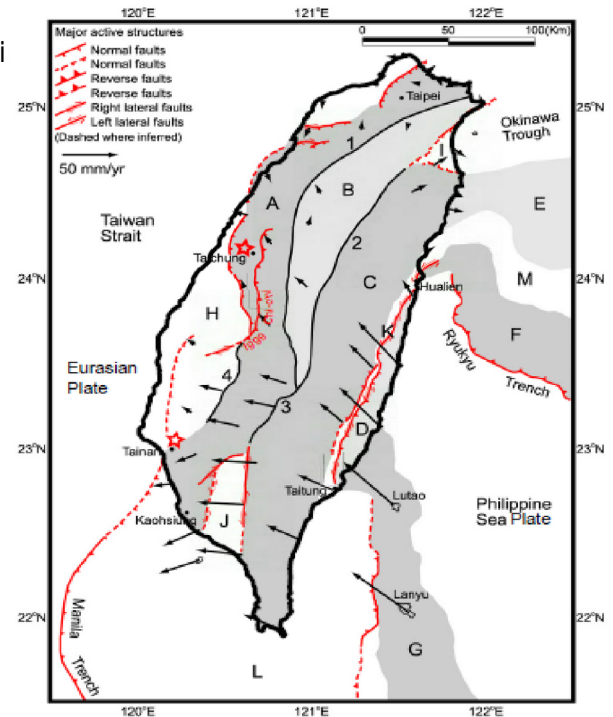 i
120°E 121°E 122°E
Major active structures
Normal faults
Normal faults
Reverse faults
Reverse faults
Right lateral faults
Left lateral faults
(Dashed where inferred)
50 mm/yr
0 50 100(Km)
25°N
Taipei
25°N
Okinawa
Trough
1
I
B
A
E
Taiwan
Strait
2
Taichung
C
24°N
24°N
M
Hualien
H
F
K
1999
Ryukyu
Trench
Eurasian
Plate
4
3
D
23°N
23°N
Tainan
Taitung
Lutao
Philippine
Sea Plate
Kaohsiung
J
Lanyu
22°N
22°N
Manila
Trench
G
L
120°E 121°E 122°E